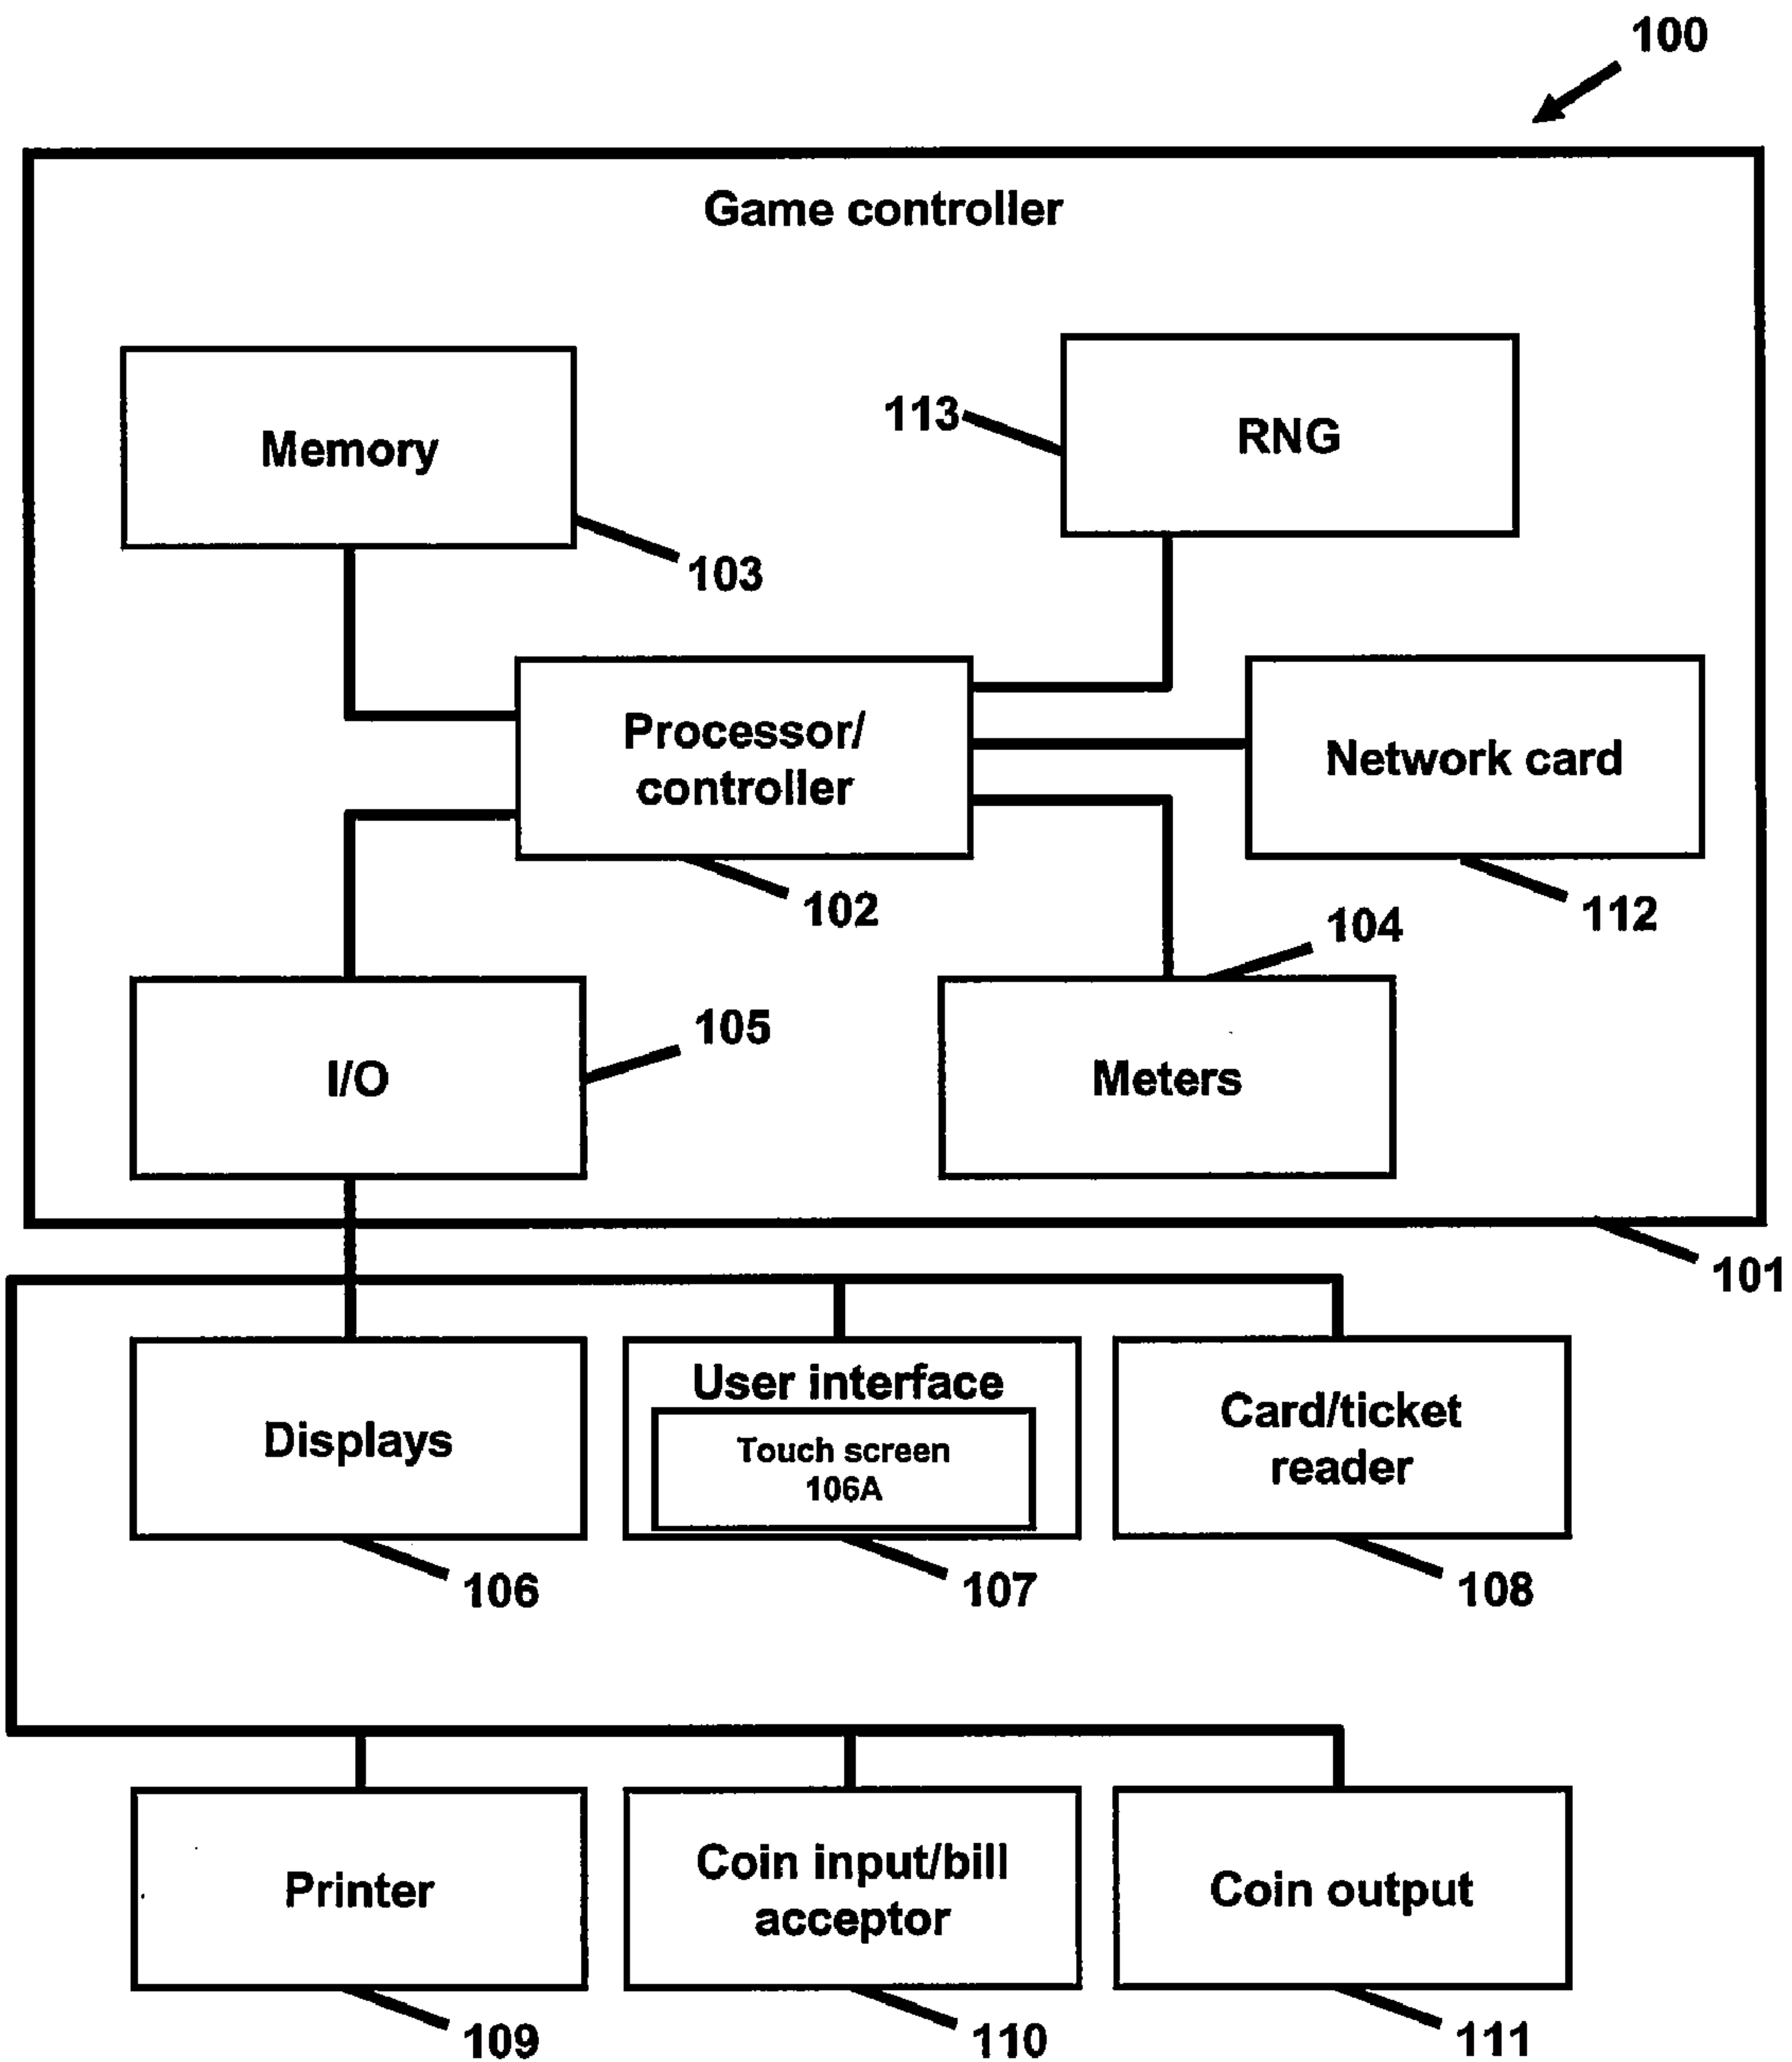 100
Game controller
Memory
103
113
RNG
Processor/
controller
102
Network card
112
104
I/O
105
Meters
101
Displays
106
User interface
Touch screen
106A
107
Card/ticket
reader
108
Printer
109
Coin input/bill
acceptor
110
Coin output
111